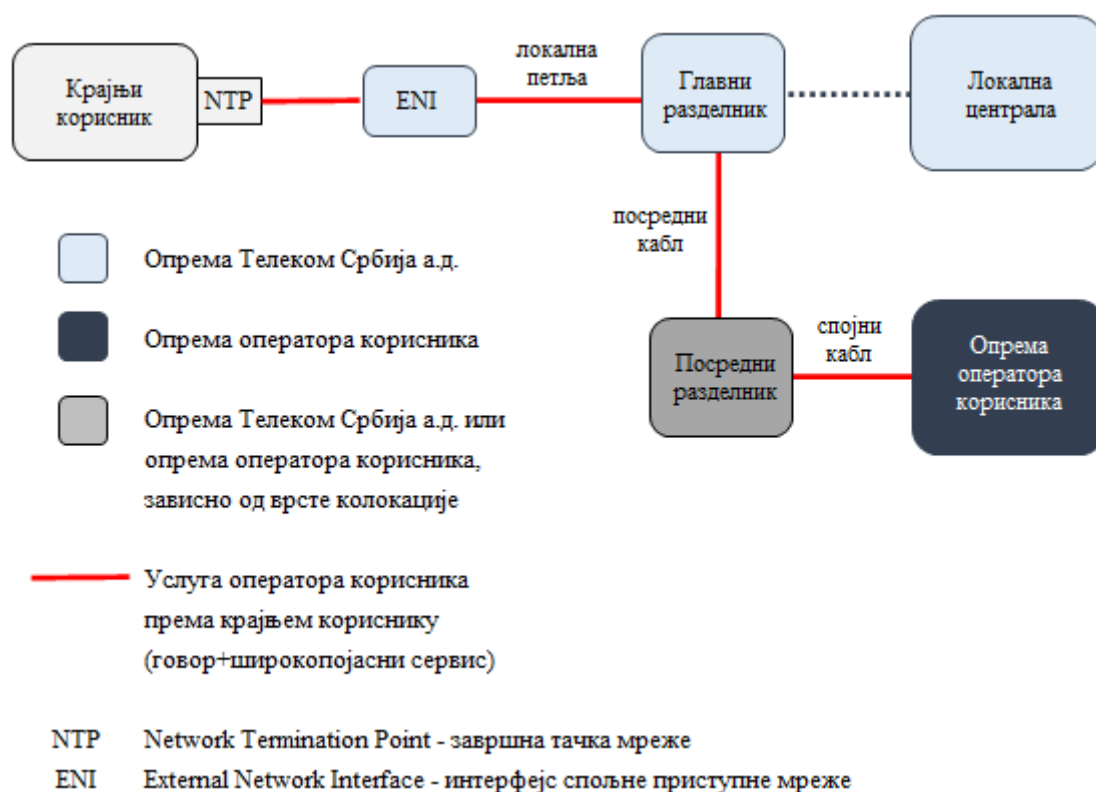 Крајњи
корисник
NTP
ENI
локална
петља
Главни
разделник
Локална
централа
посредни
кабл
Посредни
разделник
спојни
кабл
Опрема
оператора
корисника
Опрема Телеком Србија а.д.
Опрема оператора корисника
Опрема Телеком Србија а.д. или
опрема оператора корисника,
зависно од врсте колокације
Услуга оператора корисника
према крајњем кориснику
(говор+широкопојасни сервис)
NTP Network Termination Point - завршна тачка мреже
ENI External Network Interface - интерфејс спољне приступне мреже